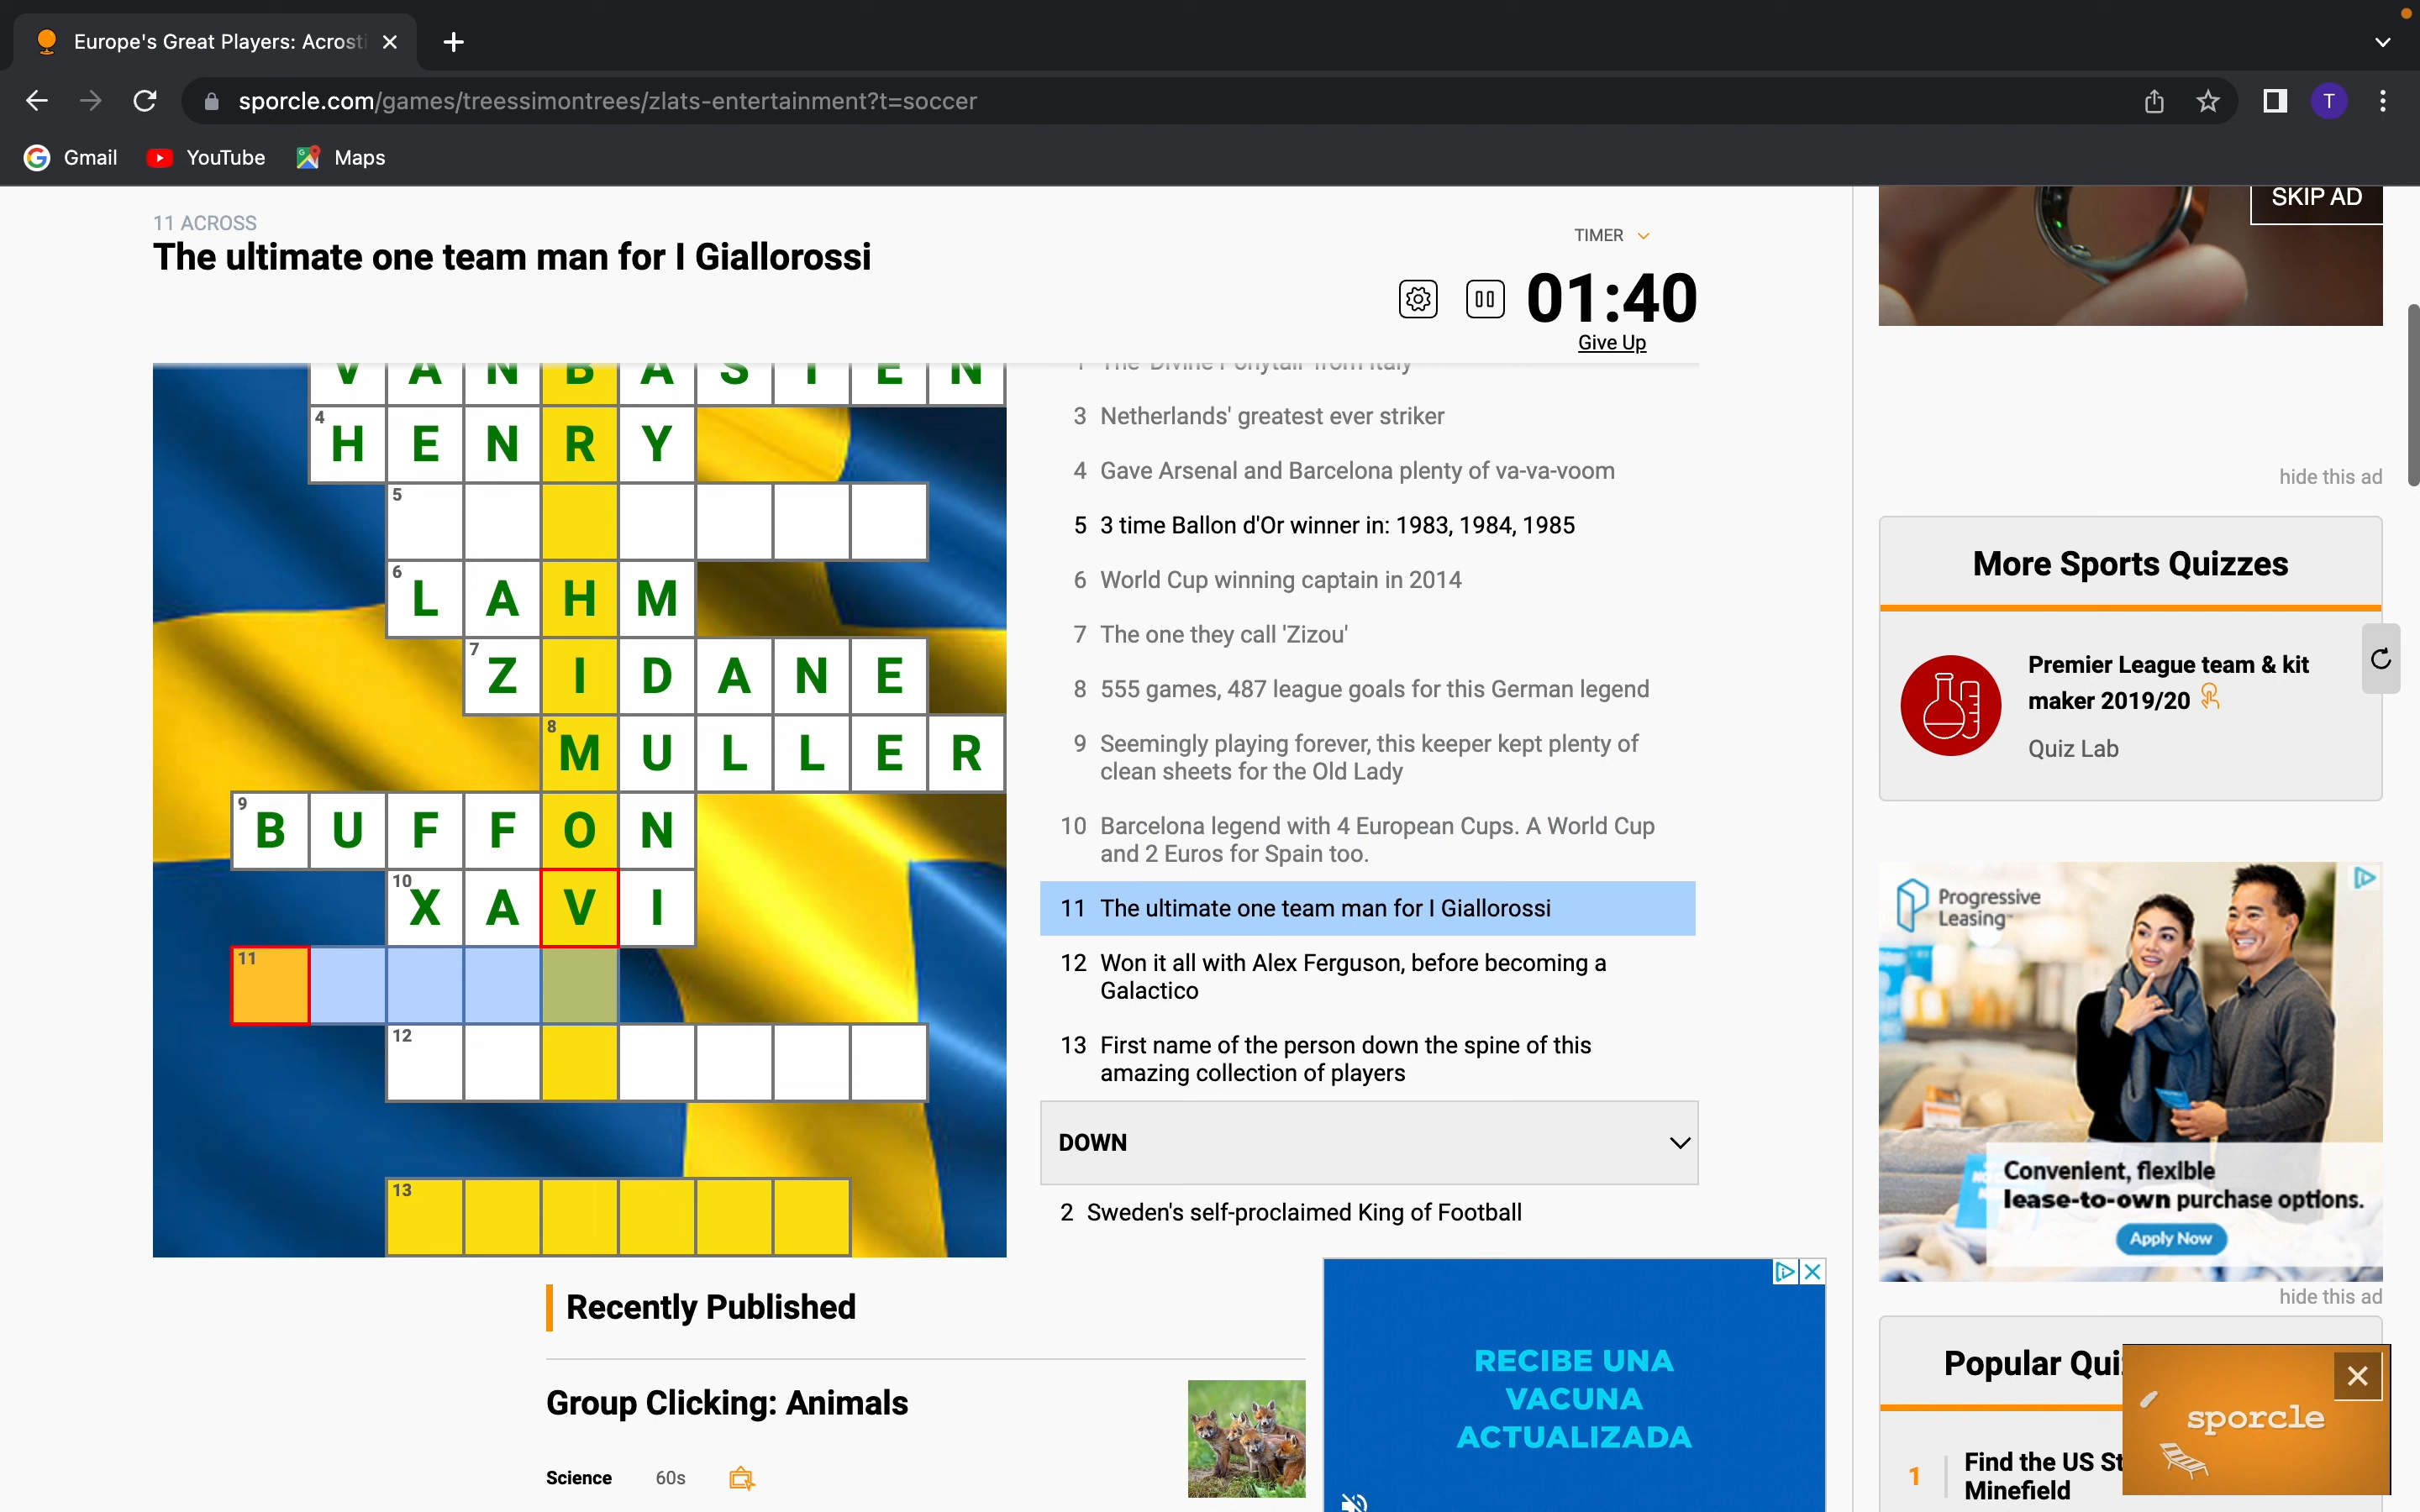 Europe's Great Players: Acrosti
sporcle.com/games/treessimontrees/zlats-entertainment?t=soccer
T
Gmail
YouTube
Maps
11 ACROSS
The ultimate one team man for I Giallorossi
TIMER
01:40
Give Up
V A N B A S T E N
4 H E N R Y
5
6 L A H M
7 Z I D A N E
8 M U L L E R
9 B U F F O N
10 X A V I
11
12
13
1 The 'Divine Ponytail' from Italy
3 Netherlands' greatest ever striker
4 Gave Arsenal and Barcelona plenty of va-va-voom
5 3 time Ballon d'Or winner in: 1983, 1984, 1985
6 World Cup winning captain in 2014
7 The one they call 'Zizou'
8 555 games, 487 league goals for this German legend
9 Seemingly playing forever, this keeper kept plenty of
clean sheets for the Old Lady
10 Barcelona legend with 4 European Cups. A World Cup
and 2 Euros for Spain too.
11 The ultimate one team man for I Giallorossi
12 Won it all with Alex Ferguson, before becoming a
Galactico
13 First name of the person down the spine of this
amazing collection of players
DOWN
2 Sweden's self-proclaimed King of Football
Recently Published
Group Clicking: Animals
Science 60s
RECIBE UNA
VACUNA
ACTUALIZADA
SKIP AD
hide this ad
More Sports Quizzes
Premier League team & kit
maker 2019/20
Quiz Lab
Progressive
Leasing
Convenient, flexible
lease-to-own purchase options.
Apply Now
hide this ad
Popular Qui
sporcle
1 Find the US St
Minefield